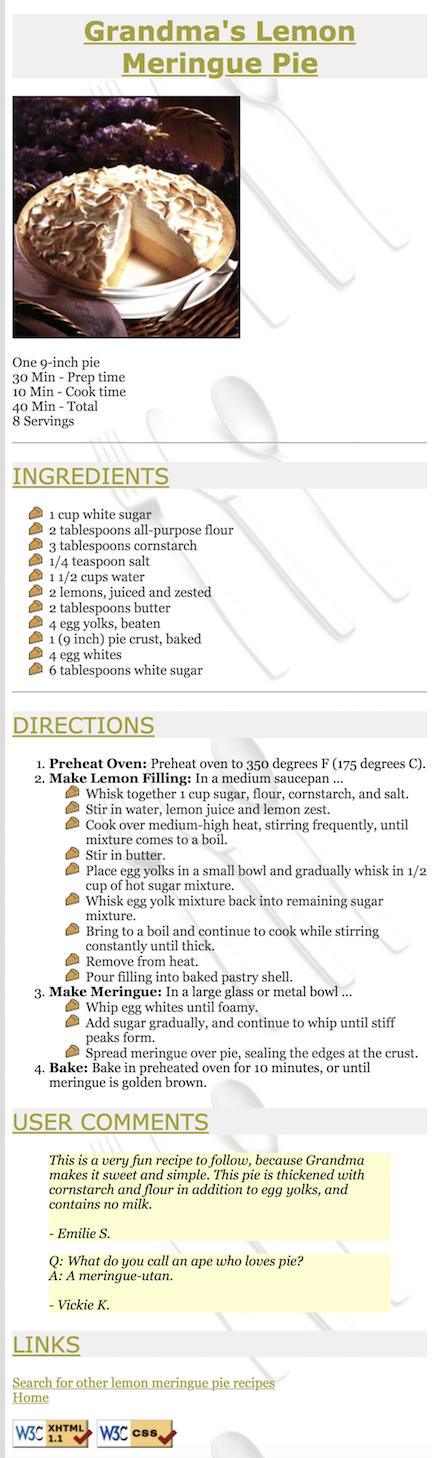 Grandma's Lemon
Meringue Pie
One 9-inch pie
30 Min - Prep time
10 Min - Cook time
40 Min - Total
8 Servings
INGREDIENTS
1 cup white sugar
2 tablespoons all-purpose flour
3 tablespoons cornstarch
1/4 teaspoon salt
1 1/2 cups water
2 lemons, juiced and zested
2 tablespoons butter
4 egg yolks, beaten
1 (9 inch) pie crust, baked
4 egg whites
6 tablespoons white sugar
DIRECTIONS
1. Preheat Oven: Preheat oven to 350 degrees F (175 degrees C).
2. Make Lemon Filling: In a medium saucepan ...
Whisk together 1 cup sugar, flour, cornstarch, and salt.
Stir in water, lemon juice and lemon zest.
Cook over medium-high heat, stirring frequently, until
mixture comes to a boil.
Stir in butter.
Place egg yolks in a small bowl and gradually whisk in 1/2
cup of hot sugar mixture.
Whisk egg yolk mixture back into remaining sugar
mixture.
Bring to a boil and continue to cook while stirring
constantly until thick.
Remove from heat.
Pour filling into baked pastry shell.
3. Make Meringue: In a large glass or metal bowl ...
Whip egg whites until foamy.
Add sugar gradually, and continue to whip until stiff
peaks form.
Spread meringue over pie, sealing the edges at the crust.
4. Bake: Bake in preheated oven for 10 minutes, or until
meringue is golden brown.
USER COMMENTS
This is a very fun recipe to follow, because Grandma
makes it sweet and simple. This pie is thickened with
cornstarch and flour in addition to egg yolks, and
contains no milk.
- Emilie S.
Q: What do you call an ape who loves pie?
A: A meringue-utan.
- Vickie K.
LINKS
Search for other lemon meringue pie recipes
Home
W3C XHTML 1.1 W3C CSS